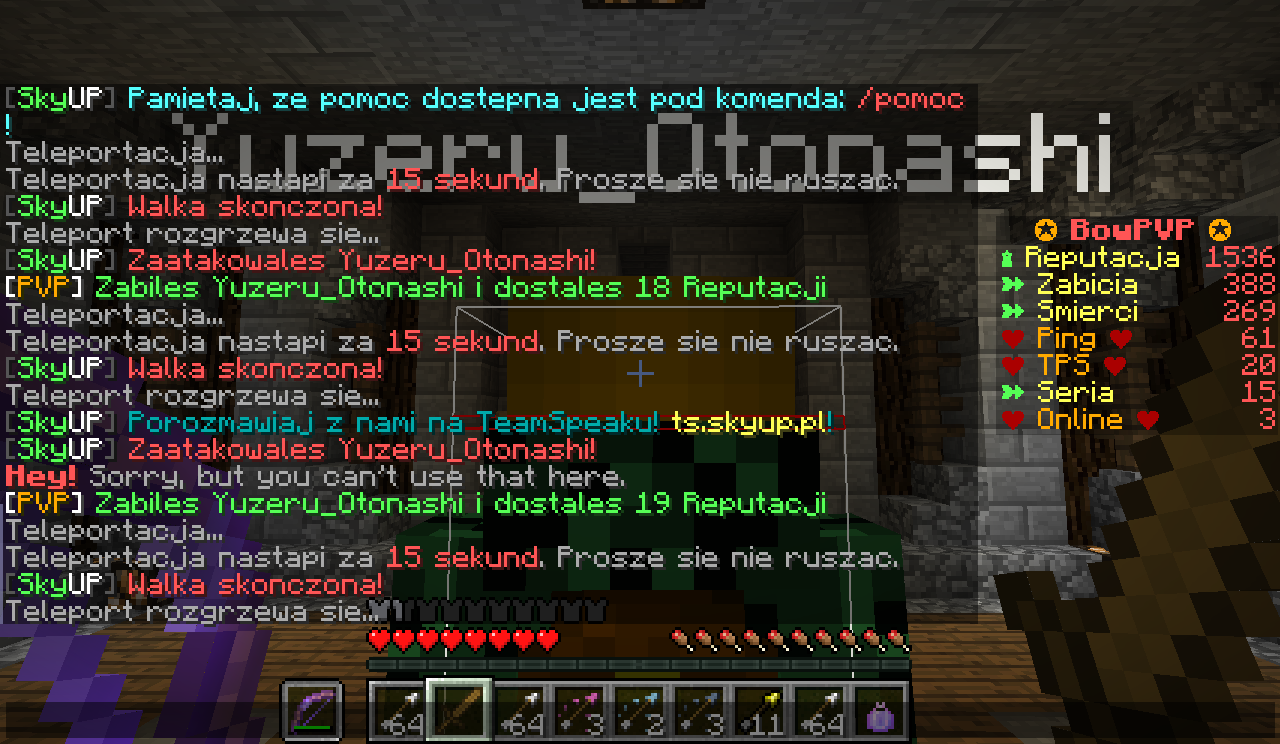 [SkyUP] Pamietaj, ze pomoc dostepna jest pod komenda: /pomoc
!
Yuzeru_Otonashi
Teleportacja...
Teleportacja nastapi za 15 sekund. Prosze sie nie ruszac.
[SkyUP] Walka skonczona!
Teleport rozgrzewa sie...
[SkyUP] Zaatakowales Yuzeru_Otonashi!
[PVP] Zabiles Yuzeru_Otonashi i dostales 18 Reputacji
Teleportacja...
Teleportacja nastapi za 15 sekund. Prosze sie nie ruszac.
[SkyUP] Walka skonczona!
Teleport rozgrzewa sie...
[SkyUP] Porozmawiaj z nami na TeamSpeaku! ts.skyup.pl!
[SkyUP] Zaatakowales Yuzeru_Otonashi!
Hey! Sorry, but you can't use that here.
[PVP] Zabiles Yuzeru_Otonashi i dostales 19 Reputacji
Teleportacja...
Teleportacja nastapi za 15 sekund. Prosze sie nie ruszac.
[SkyUP] Walka skonczona!
Teleport rozgrzewa sie...
BowPVP
Reputacja 1536
Zabicia 388
Smierci 269
Ping 61
TPS 20
Seria 15
Online 3
64 64 3 2 3 11 64